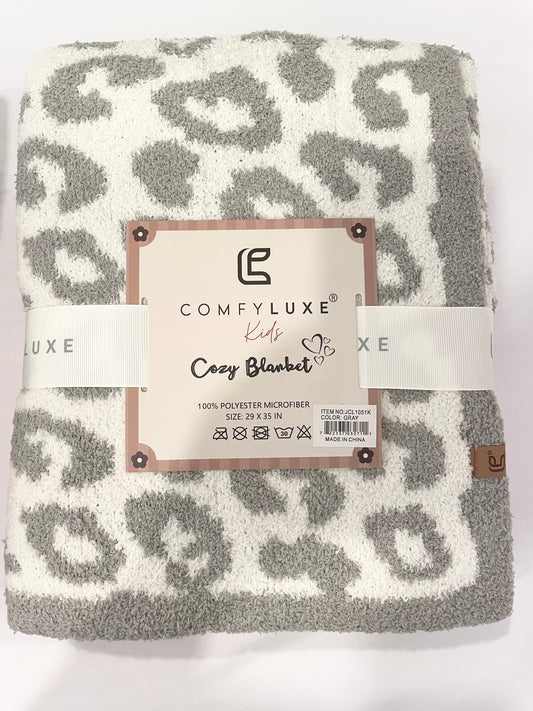 COMFYLUXE®
Kids
Cozy Blanket
100% POLYESTER MICROFIBER
SIZE: 29 X 35 IN
30
ITEM NO:JCL1051K
COLOR: GRAY
MADE IN CHINA
LUXE
LUXE